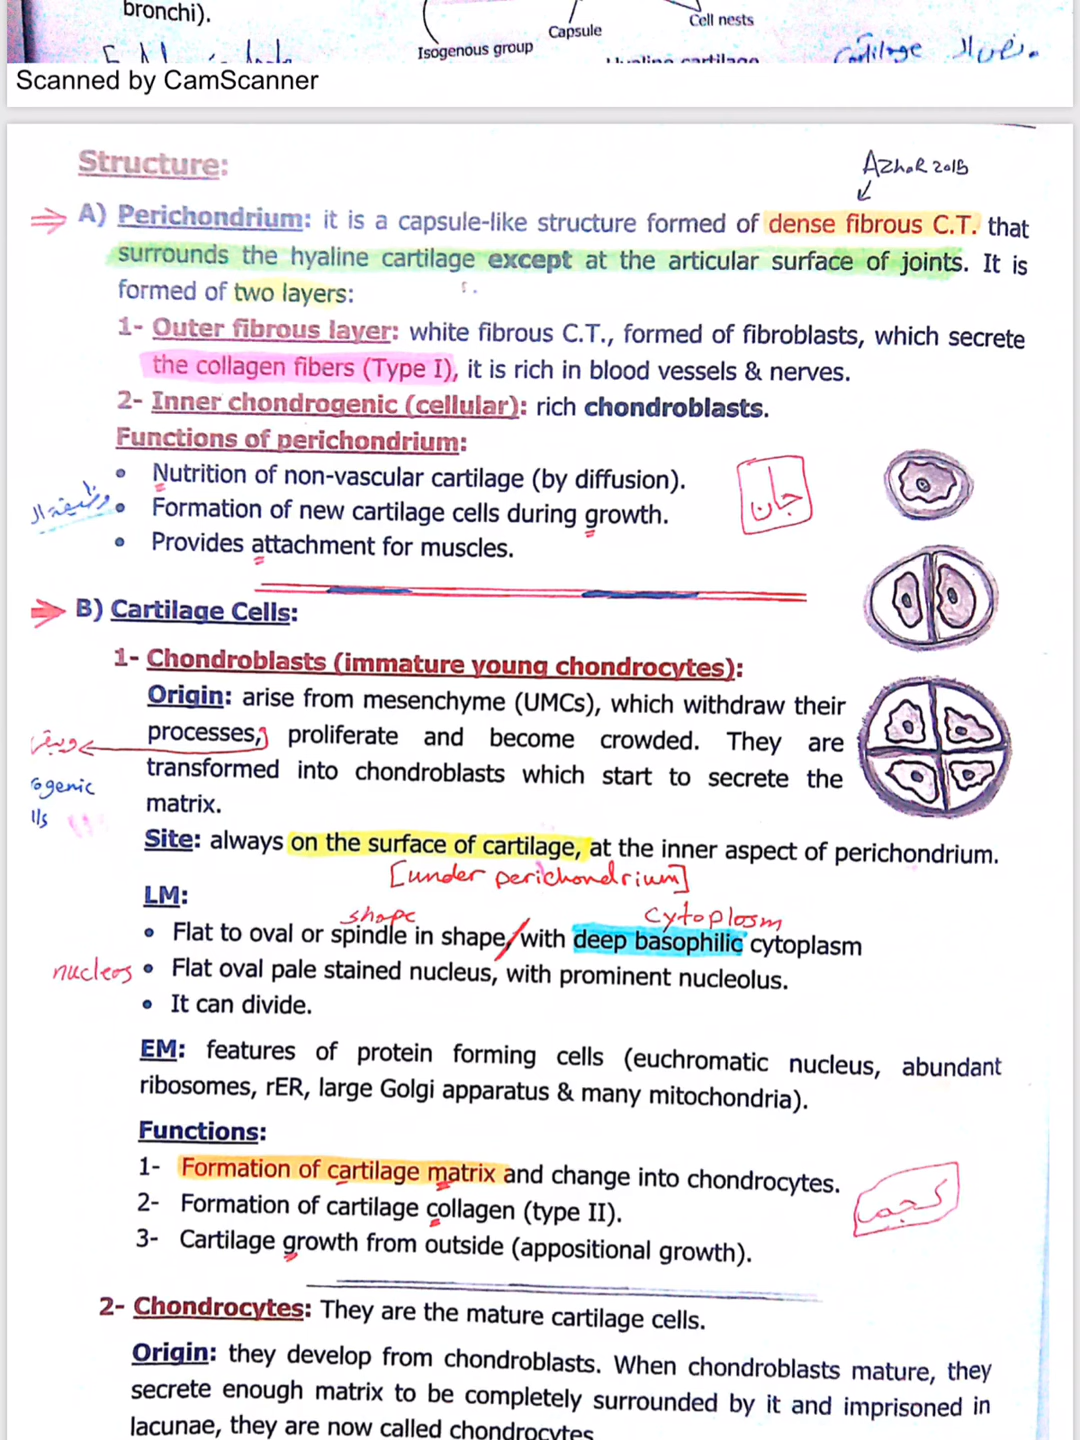 bronchi).
Cell nests
Capsule
Isogenous group
Hyaline cartilage
cartilage
Scanned by CamScanner
Structure:
AZhaR 2015
A) Perichondrium: it is a capsule-like structure formed of dense fibrous C.T. that
surrounds the hyaline cartilage except at the articular surface of joints. It is
formed of two layers:
1- Outer fibrous layer: white fibrous C.T., formed of fibroblasts, which secrete
the collagen fibers (Type I), it is rich in blood vessels & nerves.
2- Inner chondrogenic (cellular): rich chondroblasts.
Functions of perichondrium:
• Nutrition of non-vascular cartilage (by diffusion).
جان
وظيفة ال
• Formation of new cartilage cells during growth.
• Provides attachment for muscles.
B) Cartilage Cells:
1- Chondroblasts (immature young chondrocytes):
Origin: arise from mesenchyme (UMCs), which withdraw their
processes, proliferate and become crowded. They are
transformed into chondroblasts which start to secrete the
ogenic
matrix.
Site: always on the surface of cartilage, at the inner aspect of perichondrium.
[under perichondrium]
LM:
shape
cytoplasm
• Flat to oval or spindle in shape/with deep basophilic cytoplasm
nucleos
• Flat oval pale stained nucleus, with prominent nucleolus.
• It can divide.
EM: features of protein forming cells (euchromatic nucleus, abundant
ribosomes, rER, large Golgi apparatus & many mitochondria).
Functions:
1- Formation of cartilage matrix and change into chondrocytes.
2- Formation of cartilage collagen (type II).
3- Cartilage growth from outside (appositional growth).
2- Chondrocytes: They are the mature cartilage cells.
Origin: they develop from chondroblasts. When chondroblasts mature, they
secrete enough matrix to be completely surrounded by it and imprisoned in
lacunae, they are now called chondrocytes